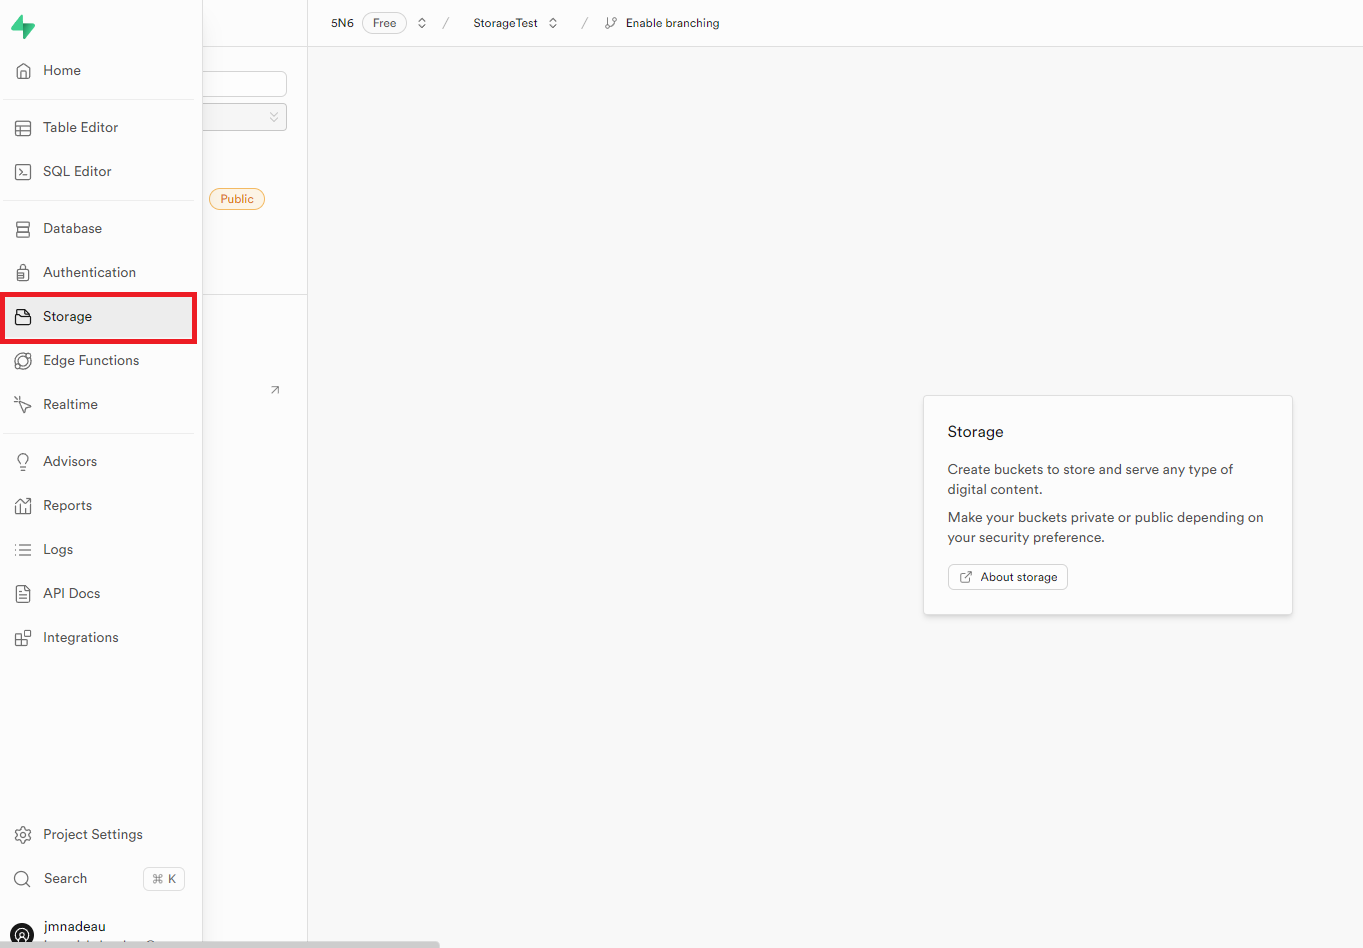 5N6 Free / StorageTest / Enable branching
Home
Table Editor
SQL Editor
Database
Authentication
Storage
Edge Functions
Realtime
Advisors
Reports
Logs
API Docs
Integrations
Project Settings
Search ⌘ K
jmnadeau
Public
Storage
Create buckets to store and serve any type of
digital content.
Make your buckets private or public depending on
your security preference.
About storage